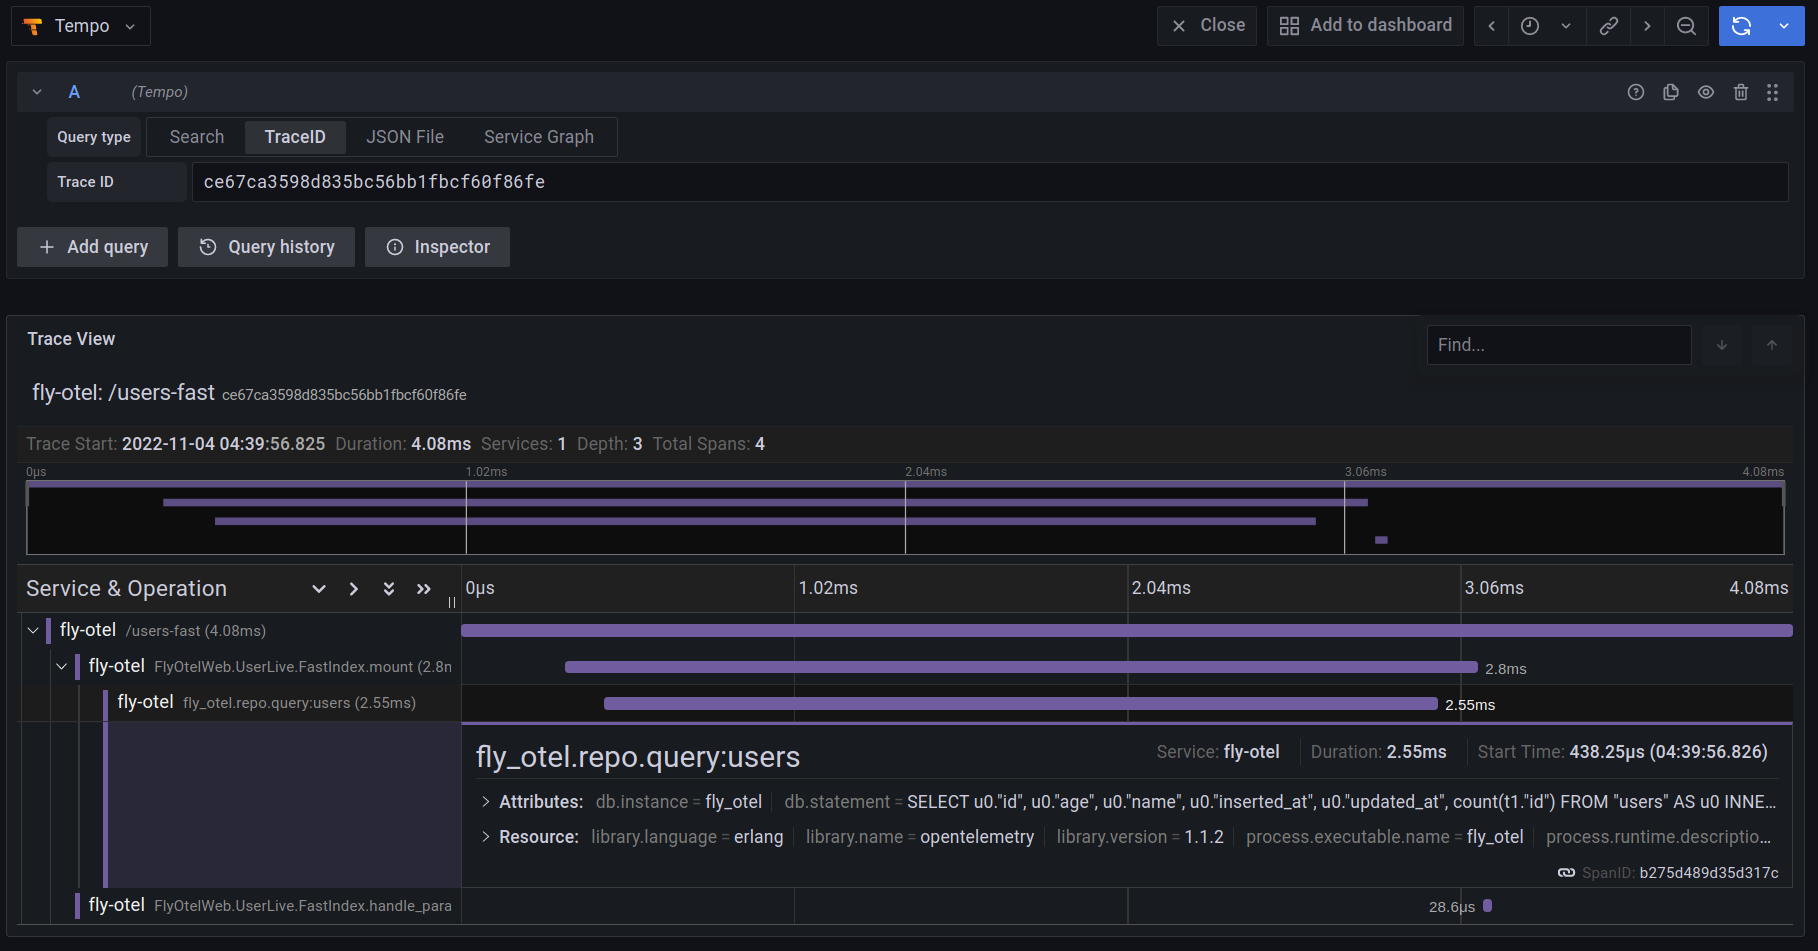 Tempo
Close
Add to dashboard
A (Tempo)
Query type Search TraceID JSON File Service Graph
Trace ID ce67ca3598d835bc56bb1fbcf60f86fe
Add query Query history Inspector
Trace View
Find...
fly-otel: /users-fast ce67ca3598d835bc56bb1fbcf60f86fe
Trace Start: 2022-11-04 04:39:56.825 Duration: 4.08ms Services: 1 Depth: 3 Total Spans: 4
0µs 1.02ms 2.04ms 3.06ms 4.08ms
Service & Operation 0µs 1.02ms 2.04ms 3.06ms 4.08ms
fly-otel /users-fast (4.08ms)
fly-otel FlyOtelWeb.UserLive.FastIndex.mount (2.8m 2.8ms
fly-otel fly_otel.repo.query:users (2.55ms) 2.55ms
fly_otel.repo.query:users Service: fly-otel Duration: 2.55ms Start Time: 438.25µs (04:39:56.826)
Attributes: db.instance = fly_otel db.statement = SELECT u0."id", u0."age", u0."name", u0."inserted_at", u0."updated_at", count(t1."id") FROM "users" AS u0 INNE…
Resource: library.language = erlang library.name = opentelemetry library.version = 1.1.2 process.executable.name = fly_otel process.runtime.descriptio…
SpanID: b275d489d35d317c
fly-otel FlyOtelWeb.UserLive.FastIndex.handle_para 28.6µs